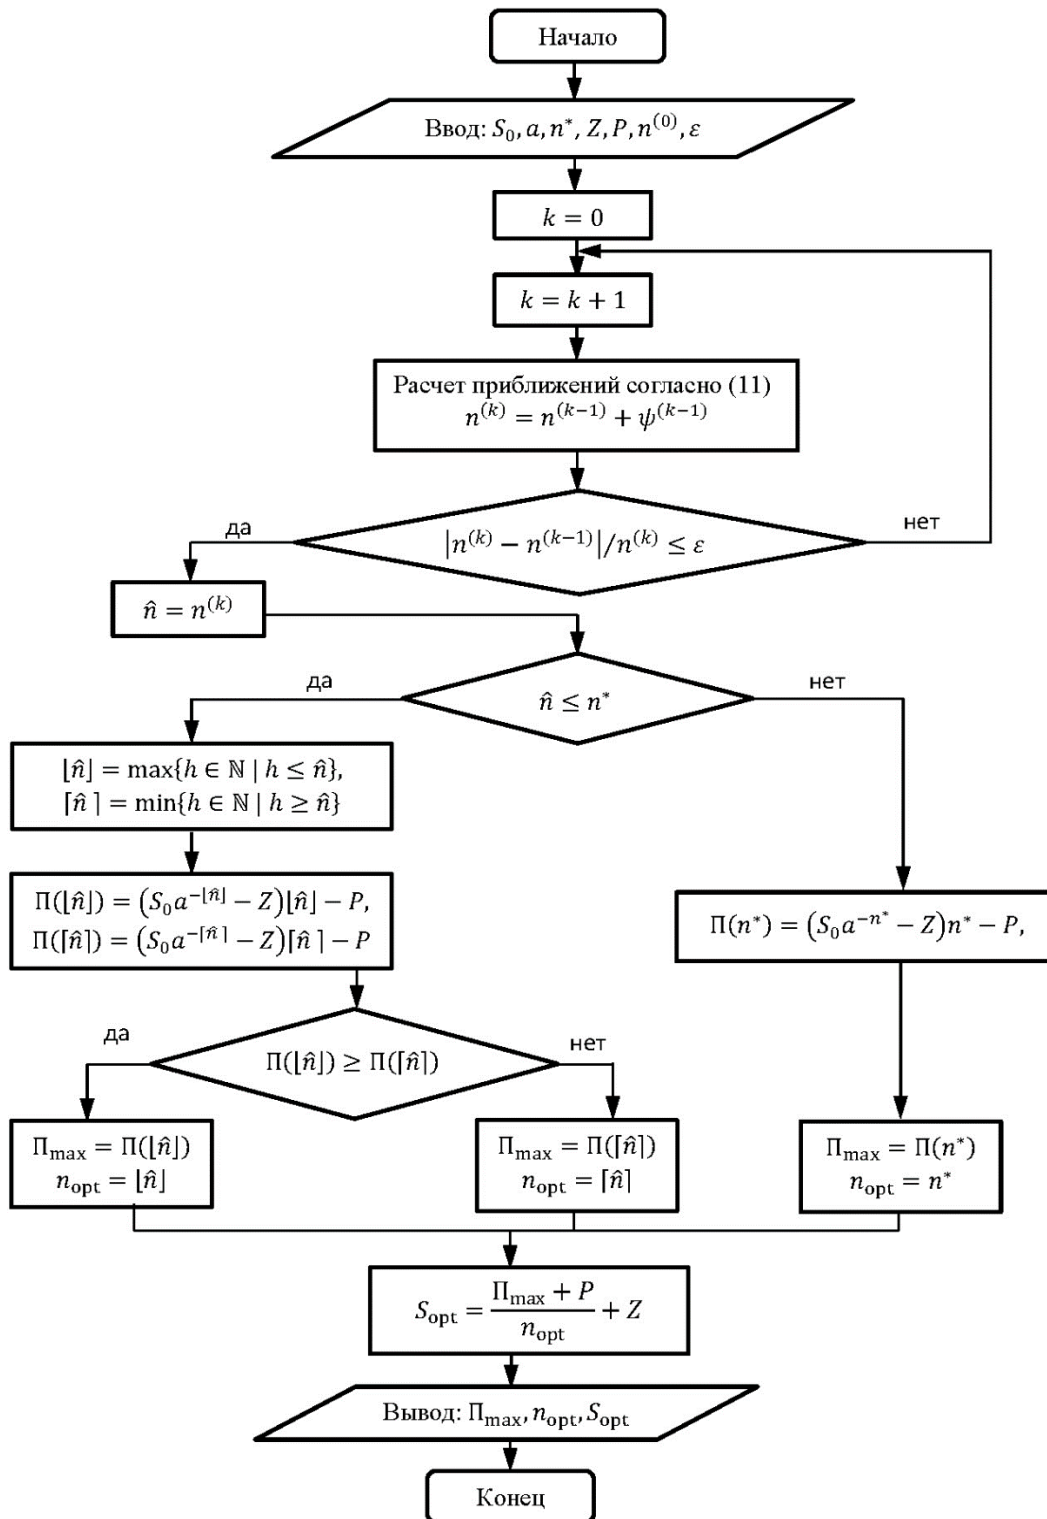 Начало
Ввод: S₀, a, n*, Z, P, n⁽⁰⁾, ε
k = 0
k = k + 1
Расчет приближений согласно (11)
n⁽ᵏ⁾ = n⁽ᵏ⁻¹⁾ + ψ⁽ᵏ⁻¹⁾
да
|n⁽ᵏ⁾ − n⁽ᵏ⁻¹⁾|/n⁽ᵏ⁾ ≤ ε
нет
n̂ = n⁽ᵏ⁾
да
n̂ ≤ n*
нет
⌊n̂⌋ = max{h ∈ ℕ | h ≤ n̂},
⌈n̂⌉ = min{h ∈ ℕ | h ≥ n̂}
Π(⌊n̂⌋) = (S₀a^{−⌊n̂⌋} − Z)⌊n̂⌋ − P,
Π(⌈n̂⌉) = (S₀a^{−⌈n̂⌉} − Z)⌈n̂⌉ − P
Π(n*) = (S₀a^{−n*} − Z)n* − P,
да
Π(⌊n̂⌋) ≥ Π(⌈n̂⌉)
нет
Π_max = Π(⌊n̂⌋)
n_opt = ⌊n̂⌋
Π_max = Π(⌈n̂⌉)
n_opt = ⌈n̂⌉
Π_max = Π(n*)
n_opt = n*
S_opt = (Π_max + P)/n_opt + Z
Вывод: Π_max, n_opt, S_opt
Конец